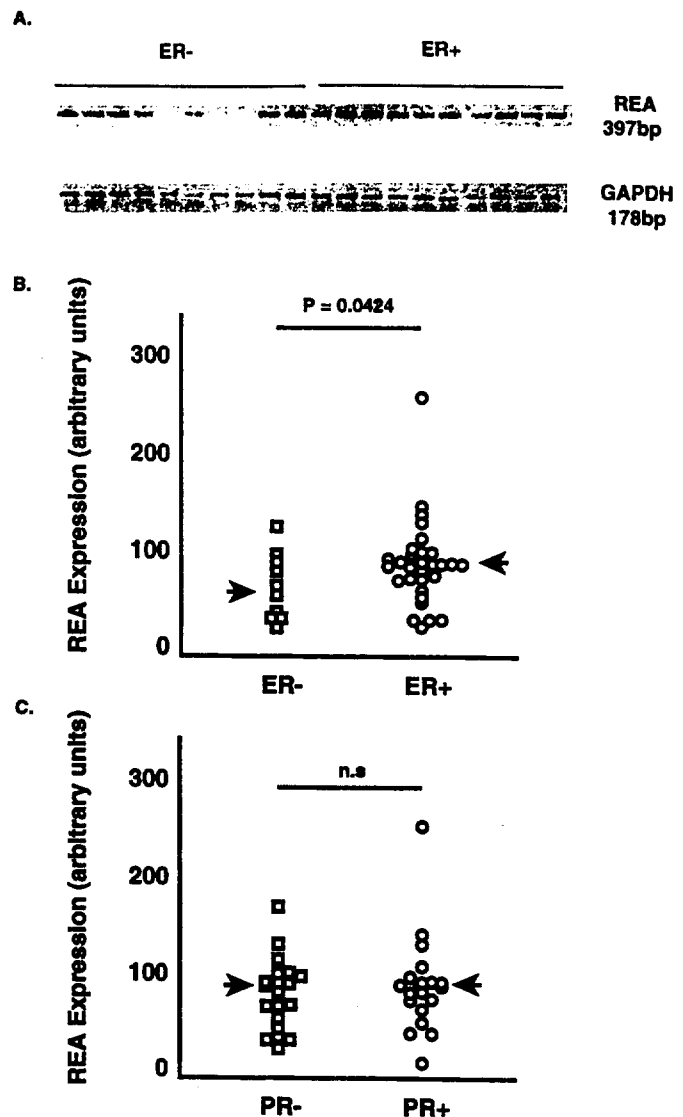 A.
ER-
ER+
REA
397bp
GAPDH
178bp
B.
REA Expression (arbitrary units)
P = 0.0424
300
200
100
0
ER-
ER+
C.
REA Expression (arbitrary units)
n.s
300
200
100
0
PR-
PR+